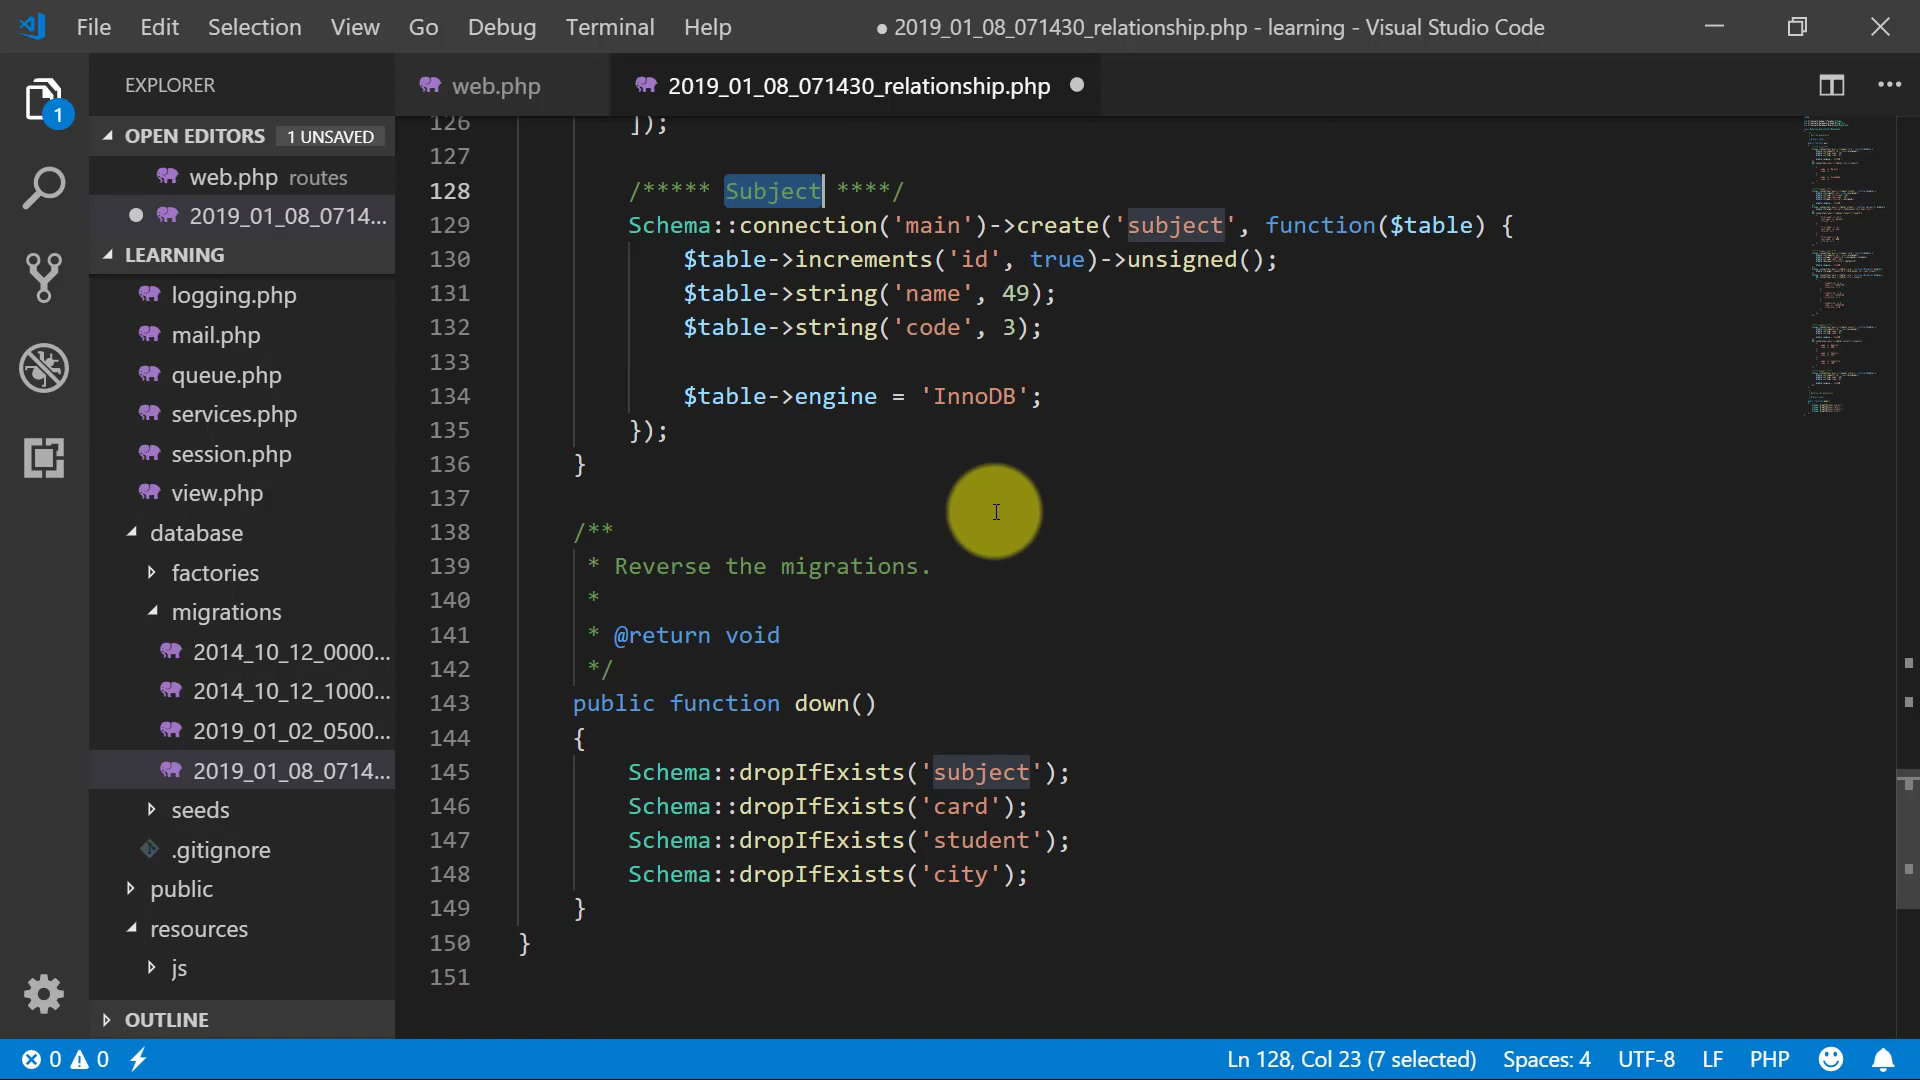 File Edit Selection View Go Debug Terminal Help
● 2019_01_08_071430_relationship.php - learning - Visual Studio Code
EXPLORER
web.php
2019_01_08_071430_relationship.php ●
1
OPEN EDITORS 1 UNSAVED
web.php routes
● 2019_01_08_0714...
LEARNING
logging.php
mail.php
queue.php
services.php
session.php
view.php
database
factories
migrations
2014_10_12_0000...
2014_10_12_1000...
2019_01_02_0500...
2019_01_08_0714...
seeds
.gitignore
public
resources
js
OUTLINE
126 ]);
127
128 /***** Subject ****/
129 Schema::connection('main')->create('subject', function($table) {
130 $table->increments('id', true)->unsigned();
131 $table->string('name', 49);
132 $table->string('code', 3);
133
134 $table->engine = 'InnoDB';
135 });
136 }
137
138 /**
139 * Reverse the migrations.
140 *
141 * @return void
142 */
143 public function down()
144 {
145 Schema::dropIfExists('subject');
146 Schema::dropIfExists('card');
147 Schema::dropIfExists('student');
148 Schema::dropIfExists('city');
149 }
150 }
151
0 0
Ln 128, Col 23 (7 selected) Spaces: 4 UTF-8 LF PHP